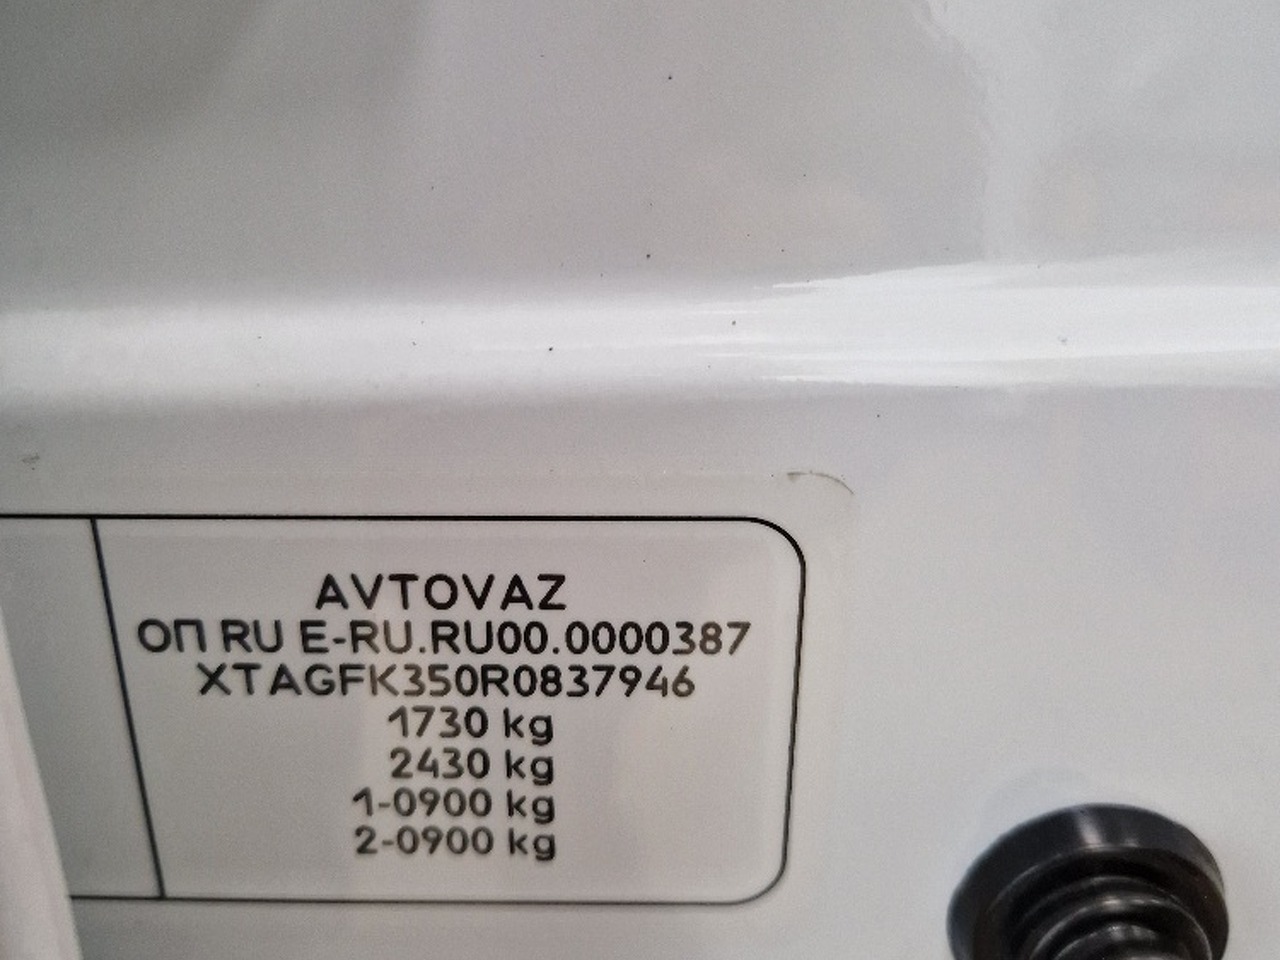 AVTOVAZ
ОП RU E-RU.RU00.0000387
XTAGFK350R0837946
1730 kg
2430 kg
1-0900 kg
2-0900 kg